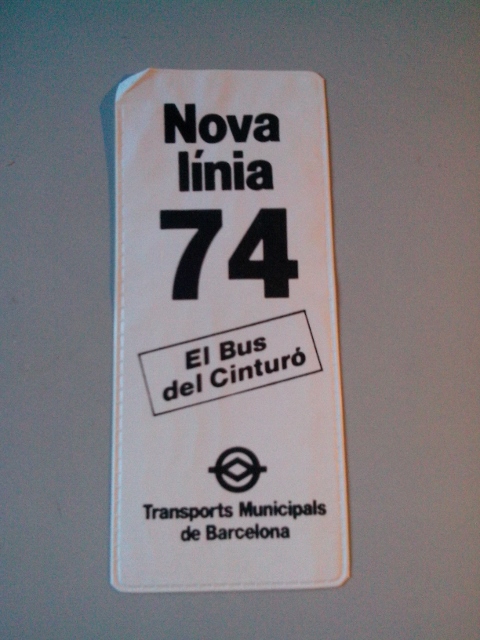 Nova
línia
74
El Bus
del Cinturó
Transports Municipals
de Barcelona